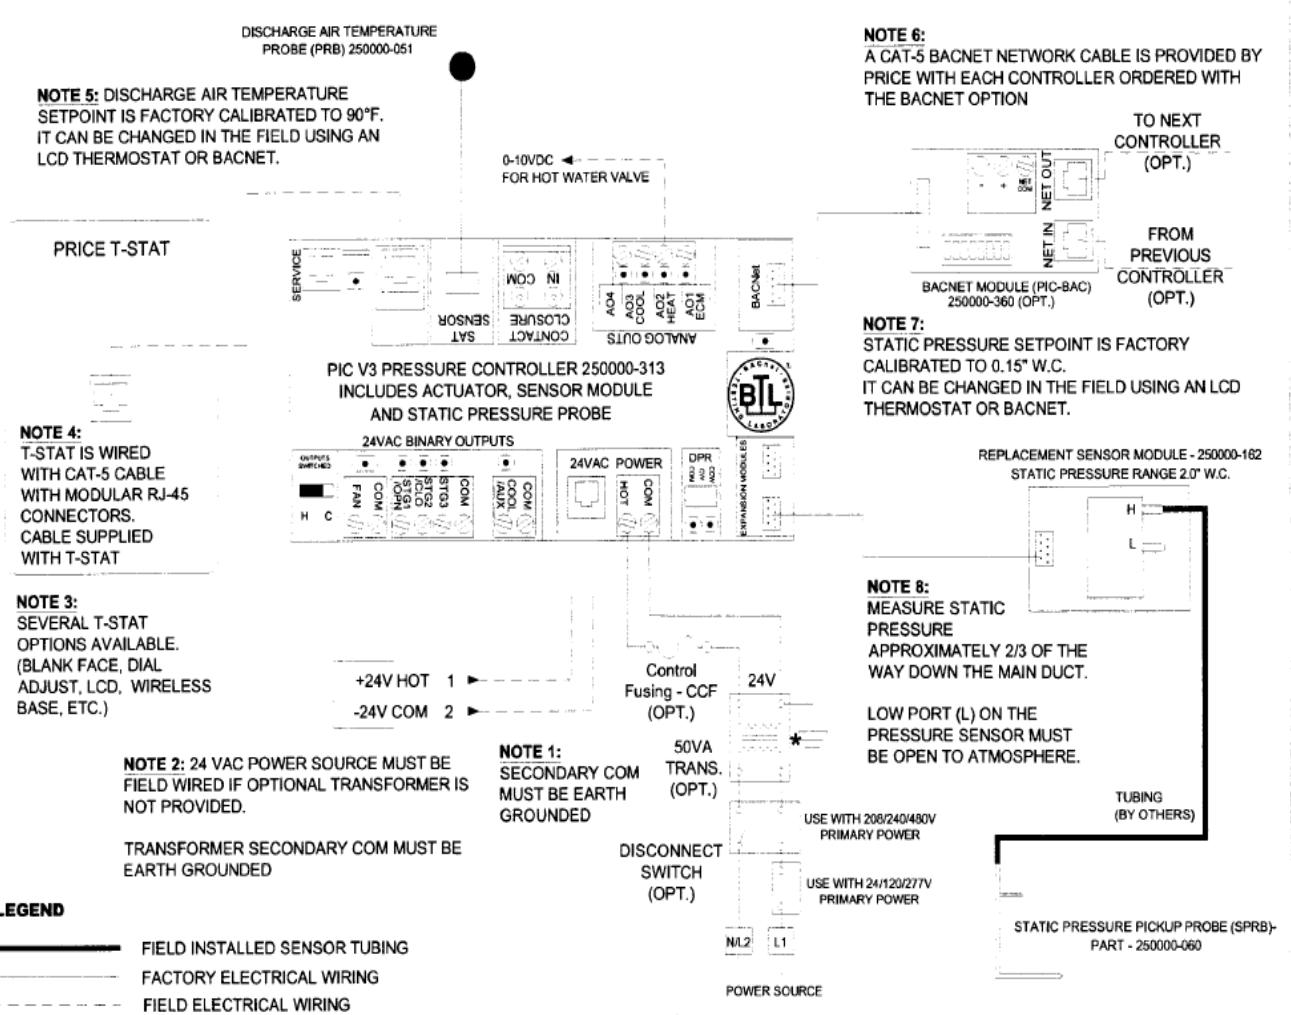 DISCHARGE AIR TEMPERATURE
PROBE (PRB) 250000-051
NOTE 5: DISCHARGE AIR TEMPERATURE
SETPOINT IS FACTORY CALIBRATED TO 90°F.
IT CAN BE CHANGED IN THE FIELD USING AN
LCD THERMOSTAT OR BACNET.
0-10VDC
FOR HOT WATER VALVE
NOTE 6:
A CAT-5 BACNET NETWORK CABLE IS PROVIDED BY
PRICE WITH EACH CONTROLLER ORDERED WITH
THE BACNET OPTION
TO NEXT
CONTROLLER
(OPT.)
NET OUT
NET IN
- +
NET
COM
FROM
PREVIOUS
CONTROLLER
(OPT.)
BACNET MODULE (PIC-BAC)
250000-360 (OPT.)
PRICE T-STAT
SERVICE
SAT
SENSOR
IN COM
CONTACT
CLOSURE
AO4
AO3
COOL
AO2
HEAT
AO1
ECM
ANALOG OUTS
BACNet
PIC V3 PRESSURE CONTROLLER 250000-313
INCLUDES ACTUATOR, SENSOR MODULE
AND STATIC PRESSURE PROBE
BACnet TESTING LABORATORIES
BTL
24VAC BINARY OUTPUTS
OUTPUTS
SWITCHED
H C
FAN
COM
STG1
/OPN
STG2
/CLO
STG3
COM
COOL
/AUX
COM
24VAC POWER
HOT
COM
DPR
COM
CW
CCW
EXPANSION MODULES
NOTE 7:
STATIC PRESSURE SETPOINT IS FACTORY
CALIBRATED TO 0.15" W.C.
IT CAN BE CHANGED IN THE FIELD USING AN LCD
THERMOSTAT OR BACNET.
REPLACEMENT SENSOR MODULE - 250000-162
STATIC PRESSURE RANGE 2.0" W.C.
H
L
NOTE 4:
T-STAT IS WIRED
WITH CAT-5 CABLE
WITH MODULAR RJ-45
CONNECTORS.
CABLE SUPPLIED
WITH T-STAT
NOTE 3:
SEVERAL T-STAT
OPTIONS AVAILABLE.
(BLANK FACE, DIAL
ADJUST, LCD, WIRELESS
BASE, ETC.)
+24V HOT 1
-24V COM 2
Control
Fusing - CCF
(OPT.)
24V
50VA
TRANS.
(OPT.)
*
NOTE 8:
MEASURE STATIC
PRESSURE
APPROXIMATELY 2/3 OF THE
WAY DOWN THE MAIN DUCT.
LOW PORT (L) ON THE
PRESSURE SENSOR MUST
BE OPEN TO ATMOSPHERE.
NOTE 2: 24 VAC POWER SOURCE MUST BE
FIELD WIRED IF OPTIONAL TRANSFORMER IS
NOT PROVIDED.
TRANSFORMER SECONDARY COM MUST BE
EARTH GROUNDED
NOTE 1:
SECONDARY COM
MUST BE EARTH
GROUNDED
USE WITH 208/240/480V
PRIMARY POWER
DISCONNECT
SWITCH
(OPT.)
USE WITH 24/120/277V
PRIMARY POWER
N/L2
L1
POWER SOURCE
TUBING
(BY OTHERS)
STATIC PRESSURE PICKUP PROBE (SPRB)-
PART - 250000-060
LEGEND
FIELD INSTALLED SENSOR TUBING
FACTORY ELECTRICAL WIRING
FIELD ELECTRICAL WIRING